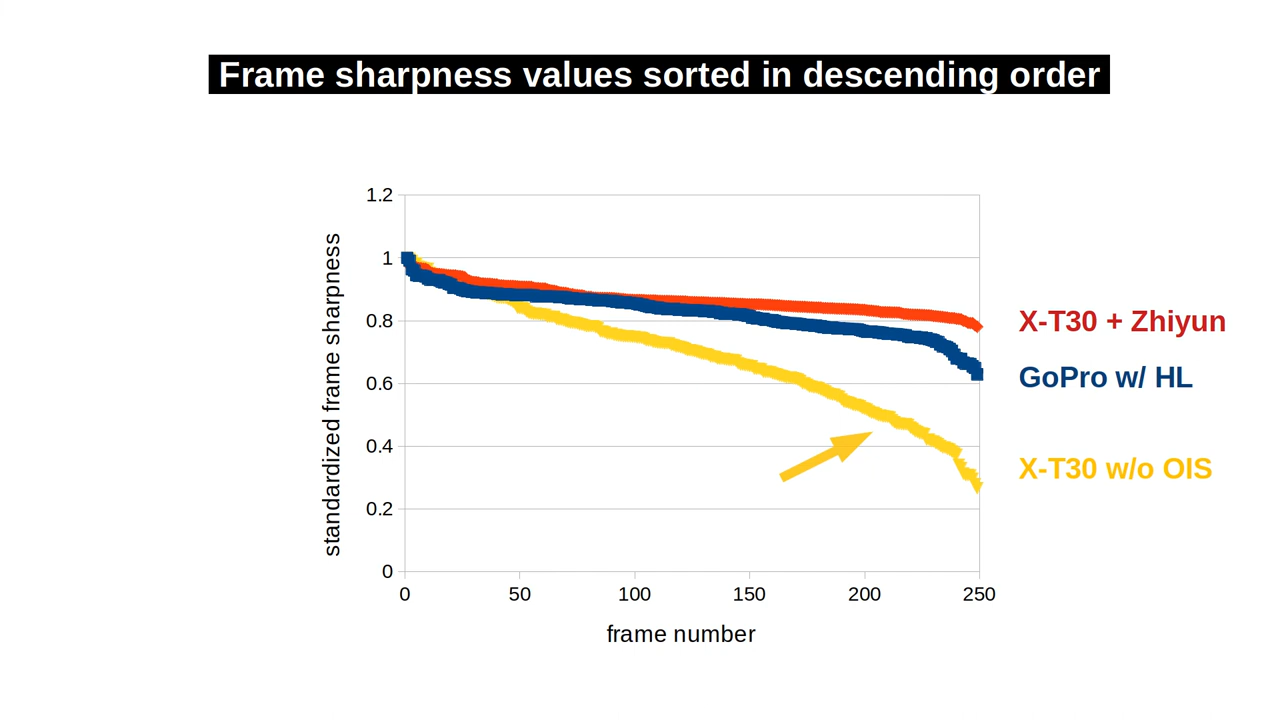 Frame sharpness values sorted in descending order
1.2
1
0.8
0.6
0.4
0.2
0
0 50 100 150 200 250
standardized frame sharpness
frame number
X-T30 + Zhiyun
GoPro w/ HL
X-T30 w/o OIS